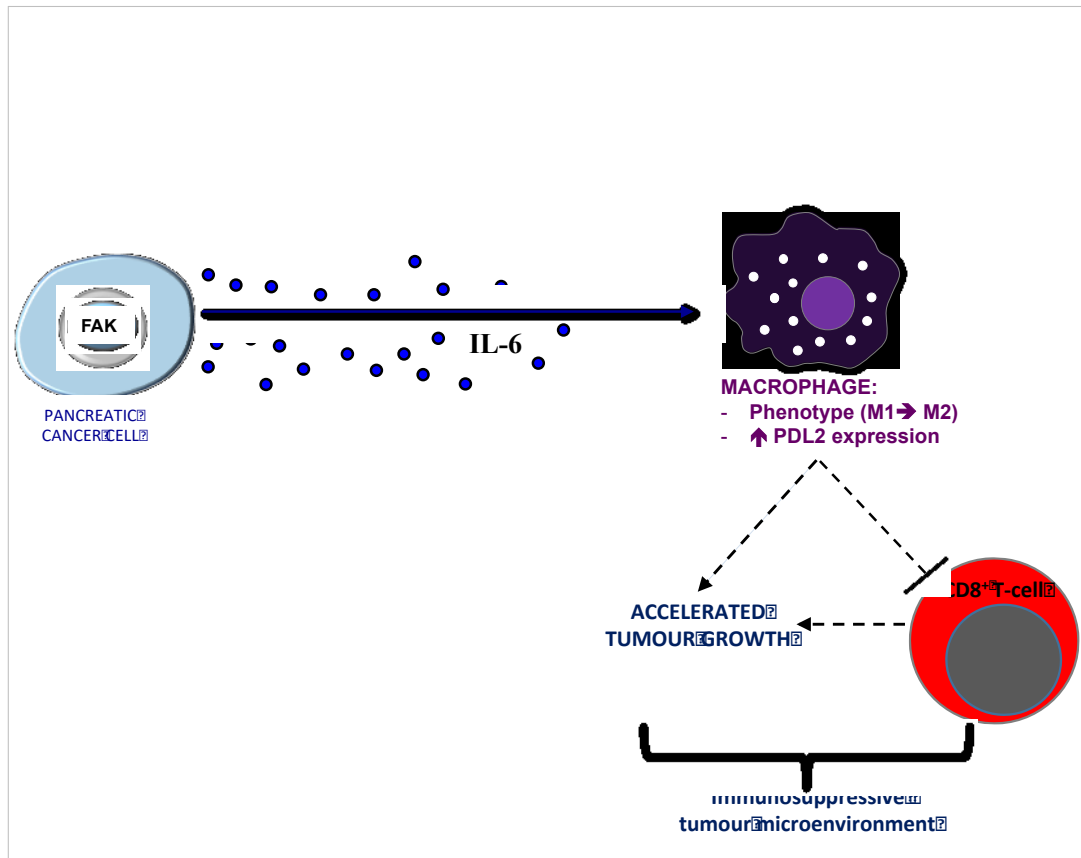 FAK
IL-6
PANCREATIC
CANCER CELL
MACROPHAGE:
- Phenotype (M1➔ M2)
- ↑ PDL2 expression
CD8+ T-cell
ACCELERATED
TUMOUR GROWTH
Immunosuppressive
tumour microenvironment